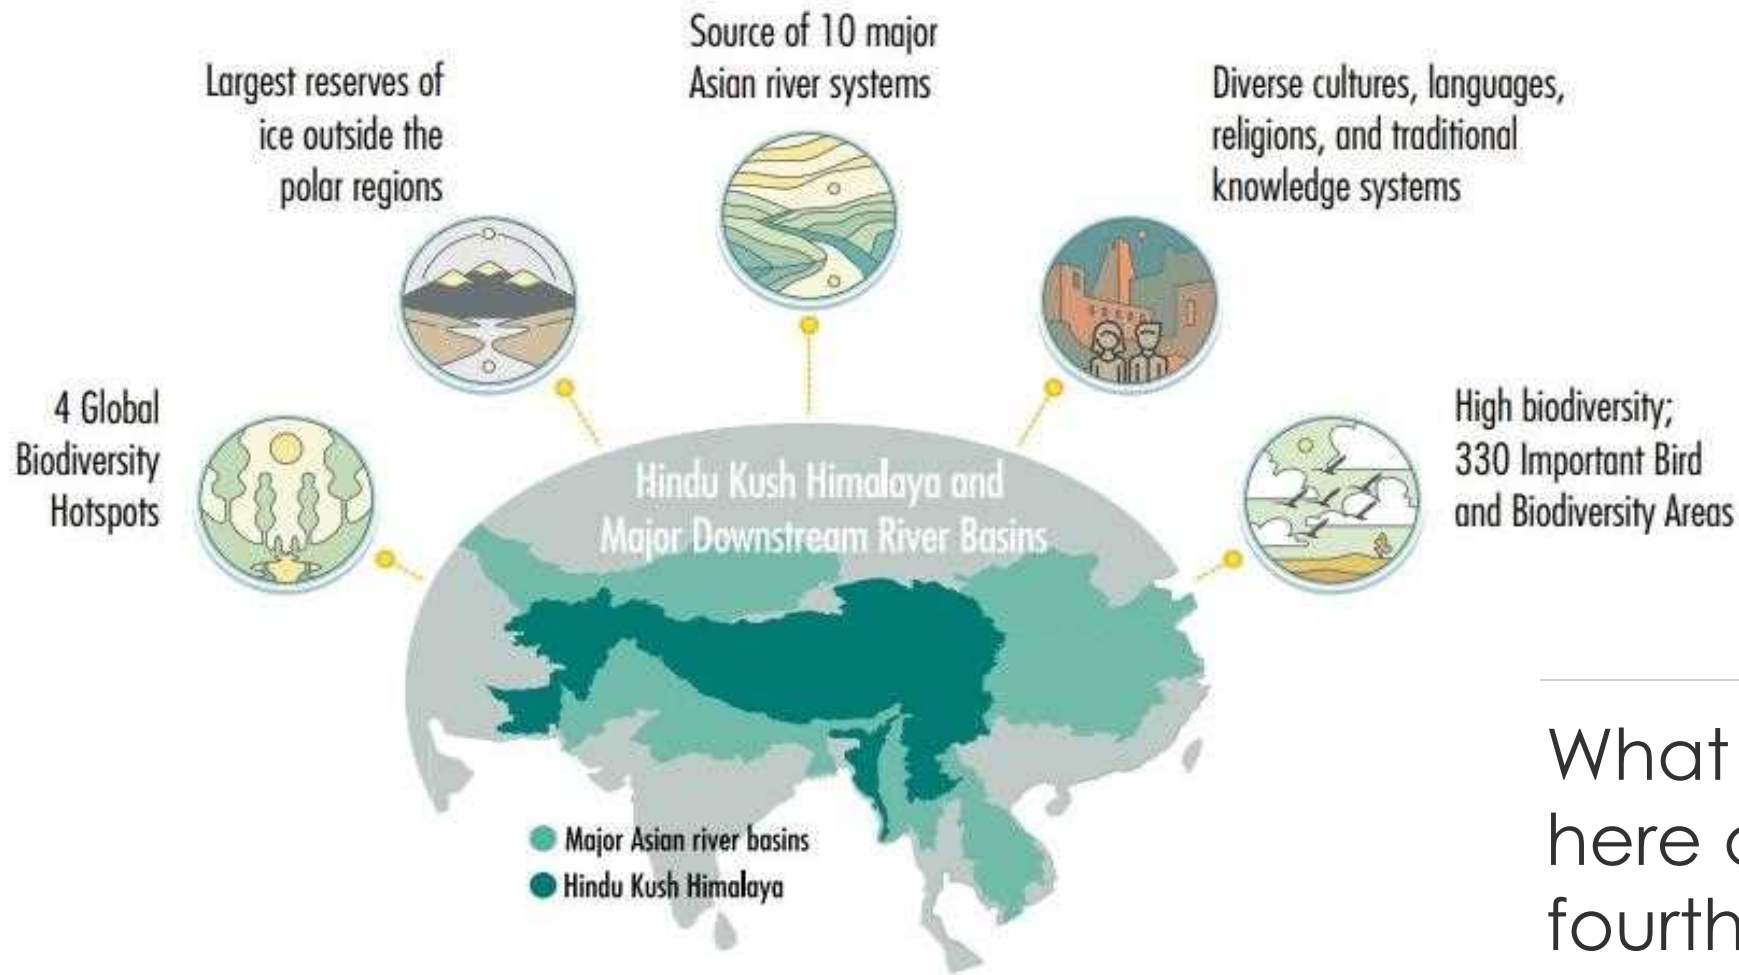 Source of 10 major
Asian river systems
Largest reserves of
ice outside the
polar regions
Diverse cultures, languages,
religions, and traditional
knowledge systems
4 Global
Biodiversity
Hotspots
High biodiversity;
330 Important Bird
and Biodiversity Areas
Hindu Kush Himalaya and
Major Downstream River Basins
Major Asian river basins
Hindu Kush Himalaya
What
here
fourth